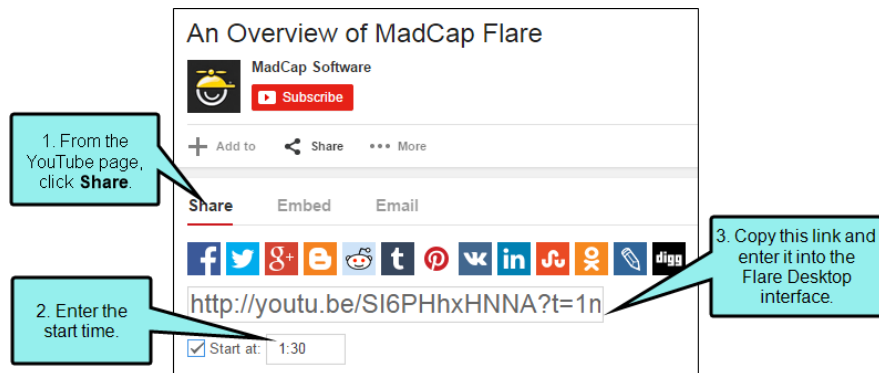 An Overview of MadCap Flare
MadCap Software
Subscribe
Add to
Share
More
1. From the
YouTube page,
click Share.
Share
Embed
Email
f
g+
B
t
vк
in
digg
3. Copy this link and
enter it into the
Flare Desktop
interface.
http://youtu.be/SI6PHhxHNNA?t=1n
2. Enter the
start time.
Start at:
1:30